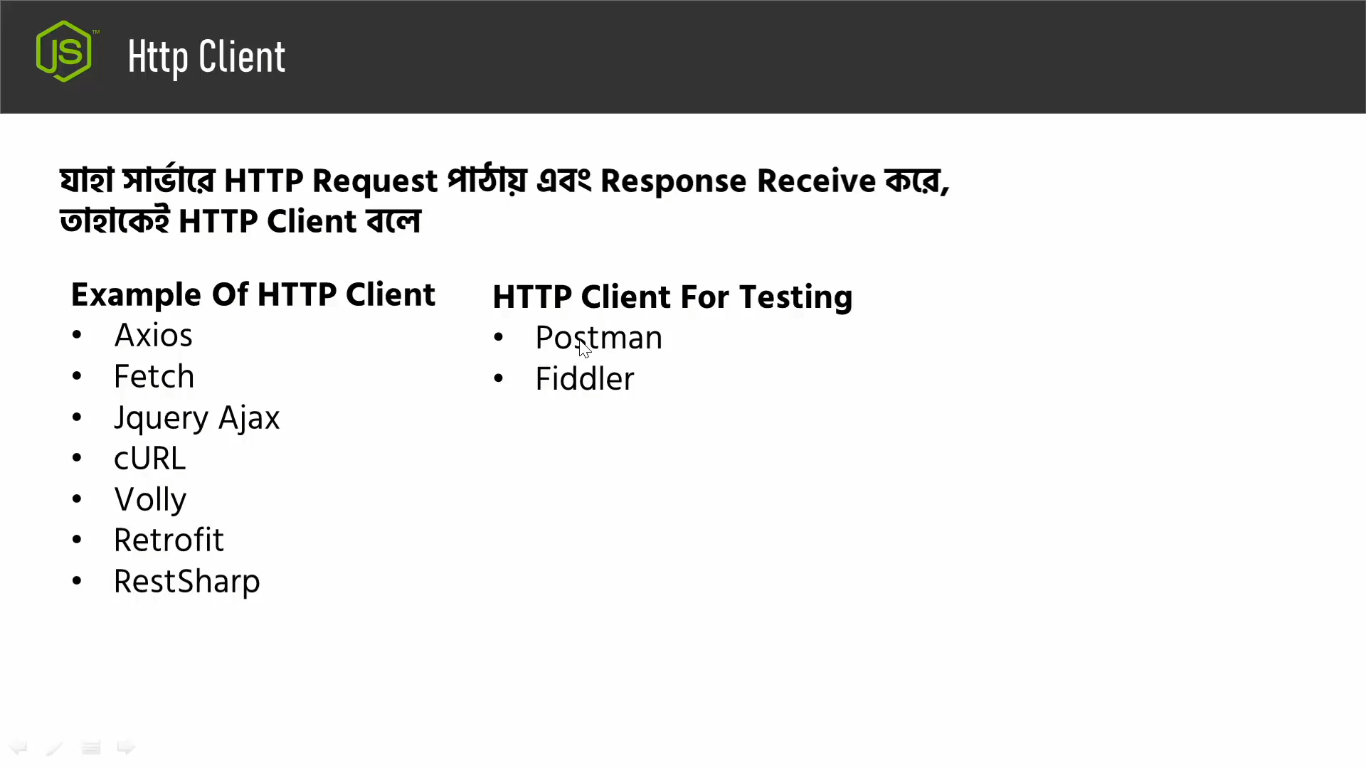 JS™
Http Client
যাহা সার্ভারে HTTP Request পাঠায় এবং Response Receive করে,
তাহাকেই HTTP Client বলে
Example Of HTTP Client
• Axios
• Fetch
• Jquery Ajax
• cURL
• Volly
• Retrofit
• RestSharp
HTTP Client For Testing
• Postman
• Fiddler